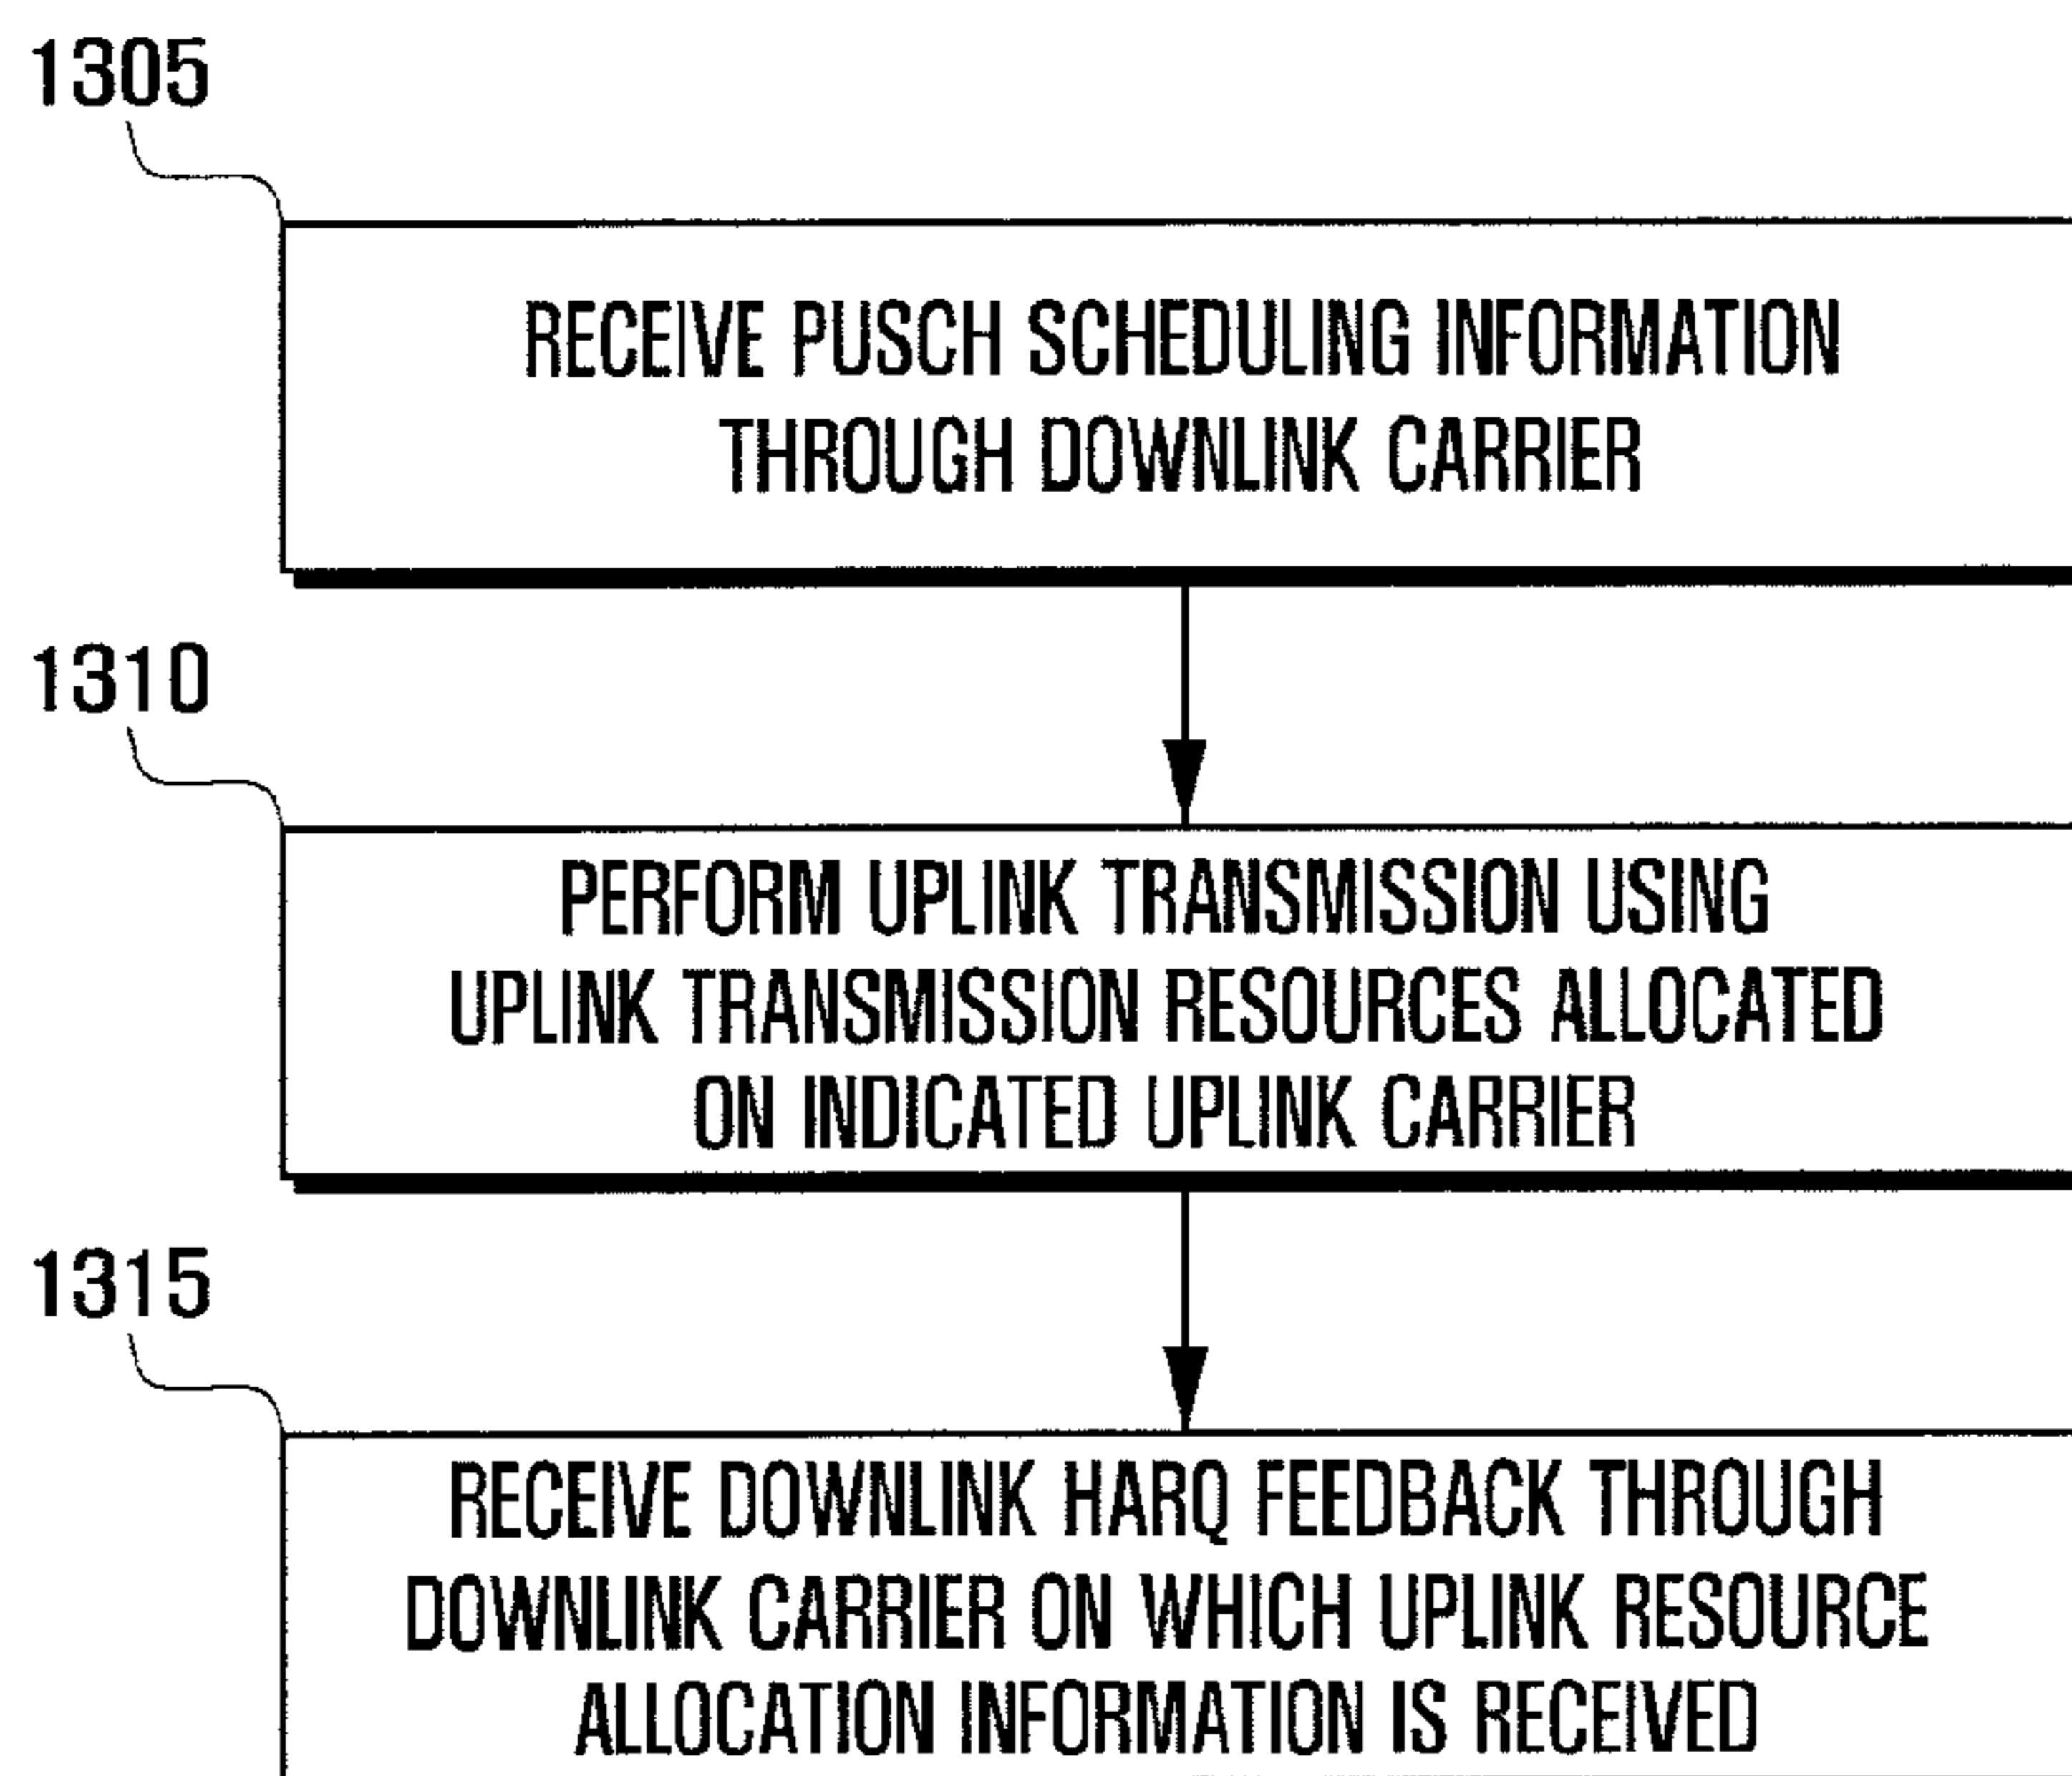 1305
RECEIVE PUSCH SCHEDULING INFORMATION
THROUGH DOWNLINK CARRIER
1310
PERFORM UPLINK TRANSMISSION USING
UPLINK TRANSMISSION RESOURCES ALLOCATED
ON INDICATED UPLINK CARRIER
1315
RECEIVE DOWNLINK HARQ FEEDBACK THROUGH
DOWNLINK CARRIER ON WHICH UPLINK RESOURCE
ALLOCATION INFORMATION IS RECEIVED